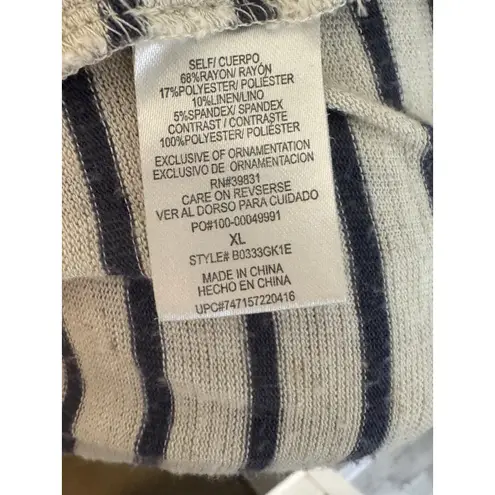 SELF/ CUERPO
68%RAYON/ RAYÓN
17%POLYESTER/ POLIÉSTER
10%LINEN/LINO
5%SPANDEX/ SPANDEX
CONTRAST / CONTRASTE
100%POLYESTER/ POLIÉSTER
EXCLUSIVE OF ORNAMENTATION
EXCLUSIVO DE ORNAMENTACION
RN#39831
CARE ON REVSERSE
VER AL DORSO PARA CUIDADO
PO#100-00049991
XL
STYLE# B0333GK1E
MADE IN CHINA
HECHO EN CHINA
UPC#747157220416